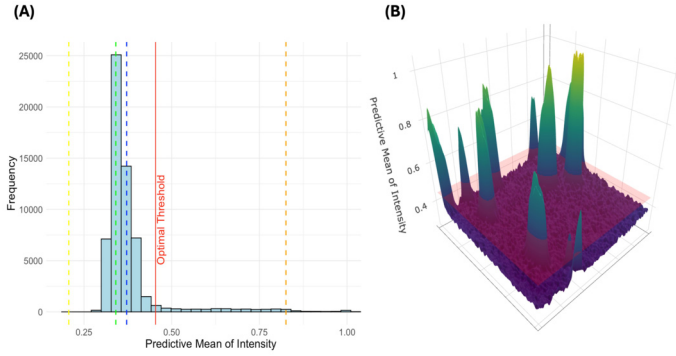 (A)
(B)
25000
20000
15000
10000
5000
0
Frequency
Optimal Threshold
0.25
0.50
0.75
1.00
Predictive Mean of Intensity
1
0.8
0.6
0.4
Predictive Mean of Intensity